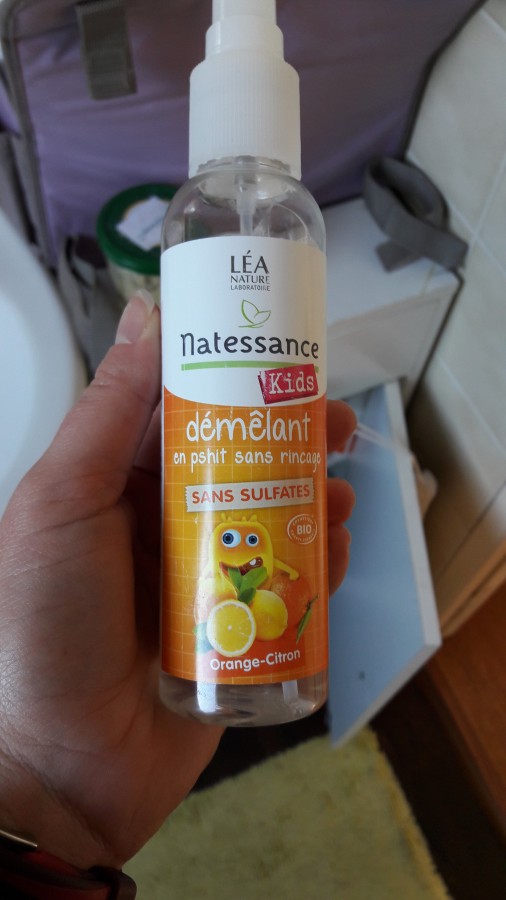 LÉA
NATURE
LABORATOIRE
Natessance
Kids
démêlant
en pshit sans rinçage
SANS SULFATES
BIO
Orange-Citron